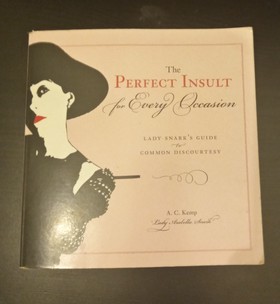 The
PERFECT INSULT
for Every Occasion
LADY SNARK'S GUIDE
to
COMMON DISCOURTESY
A. C. Kemp
Lady Arabella Snark